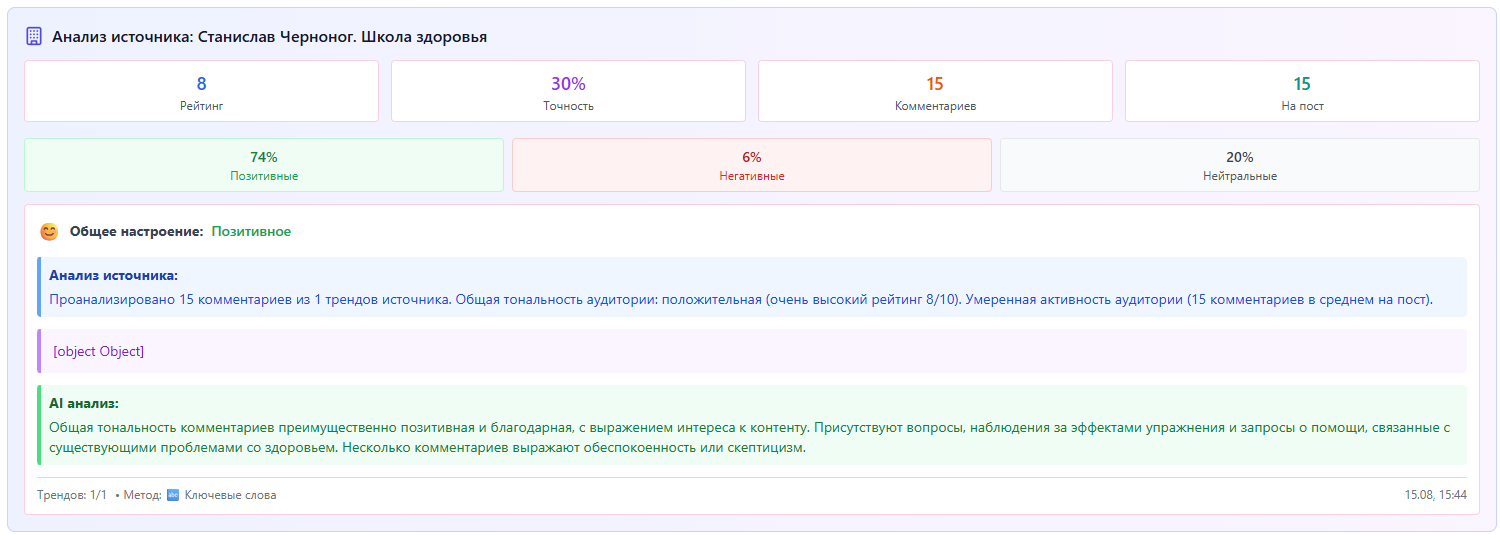 Анализ источника: Станислав Черноног. Школа здоровья
8
Рейтинг
30%
Точность
15
Комментариев
15
На пост
74%
Позитивные
6%
Негативные
20%
Нейтральные
Общее настроение: Позитивное
Анализ источника:
Проанализировано 15 комментариев из 1 трендов источника. Общая тональность аудитории: положительная (очень высокий рейтинг 8/10). Умеренная активность аудитории (15 комментариев в среднем на пост).
[object Object]
AI анализ:
Общая тональность комментариев преимущественно позитивная и благодарная, с выражением интереса к контенту. Присутствуют вопросы, наблюдения за эффектами упражнения и запросы о помощи, связанные с
существующими проблемами со здоровьем. Несколько комментариев выражают обеспокоенность или скептицизм.
Трендов: 1/1 • Метод: abc Ключевые слова
15.08, 15:44